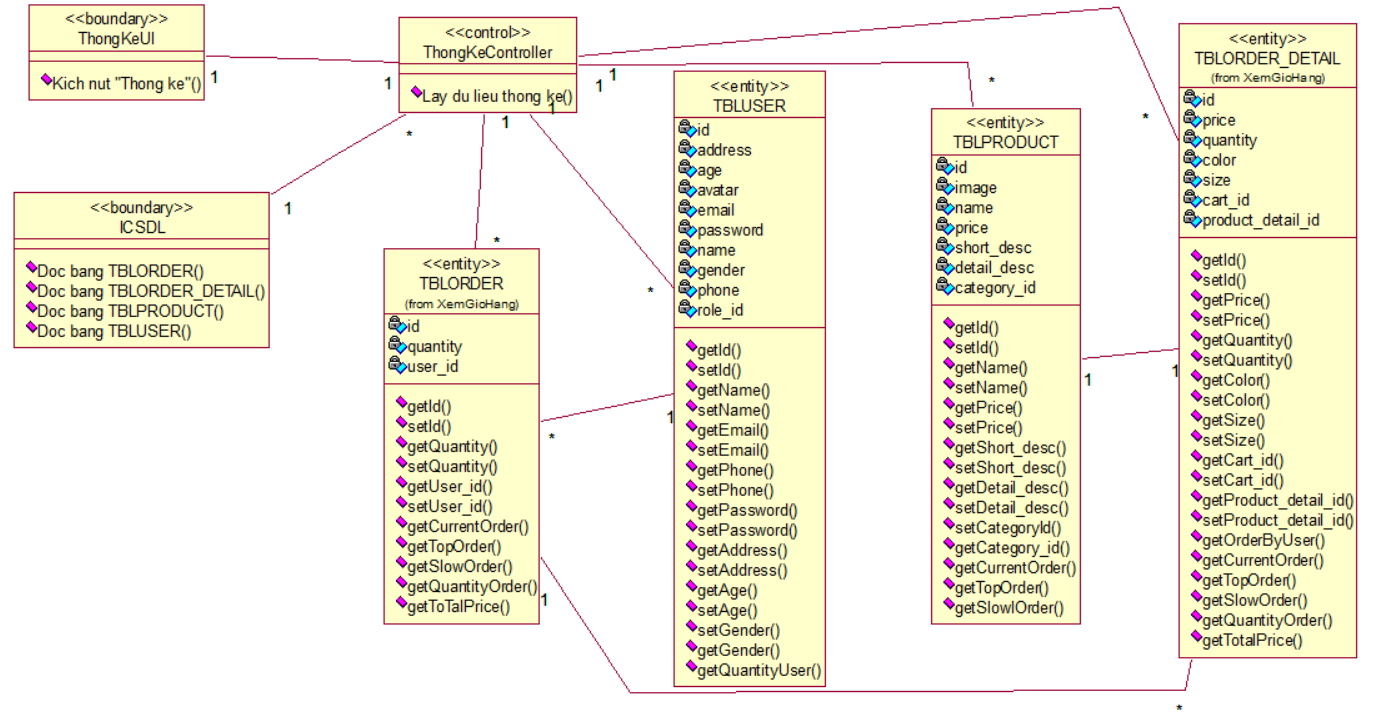 <<boundary>>
ThongKeUI
Kich nut "Thong ke"()
1
<<control>>
ThongKeController
Lay du lieu thong ke()
1
1
1
1
1
*
<<boundary>>
ICSDL
Doc bang TBLORDER()
Doc bang TBLORDER_DETAIL()
Doc bang TBLPRODUCT()
Doc bang TBLUSER()
1
*
<<entity>>
TBLORDER
(from XemGioHang)
id
quantity
user_id
getId()
setId()
getQuantity()
setQuantity()
getUser_id()
setUser_id()
getCurrentOrder()
getTopOrder()
getSlowOrder()
getQuantityOrder()
getToTalPrice()
*
1
*
<<entity>>
TBLUSER
id
address
age
avatar
email
password
name
gender
phone
role_id
getId()
setId()
getName()
setName()
getEmail()
setEmail()
getPhone()
setPhone()
getPassword()
setPassword()
getAddress()
setAddress()
getAge()
setAge()
setGender()
getGender()
getQuantityUser()
1
*
<<entity>>
TBLPRODUCT
id
image
name
price
short_desc
detail_desc
category_id
getId()
setId()
getName()
setName()
getPrice()
setPrice()
getShort_desc()
setShort_desc()
getDetail_desc()
setDetail_desc()
setCategoryId()
getCategory_id()
getCurrentOrder()
getTopOrder()
getSlowlOrder()
1
*
<<entity>>
TBLORDER_DETAIL
(from XemGioHang)
id
price
quantity
color
size
cart_id
product_detail_id
getId()
setId()
getPrice()
setPrice()
getQuantity()
setQuantity()
getColor()
setColor()
getSize()
setSize()
getCart_id()
setCart_id()
getProduct_detail_id()
setProduct_detail_id()
getOrderByUser()
getCurrentOrder()
getTopOrder()
getSlowOrder()
getQuantityOrder()
getTotalPrice()
1
*